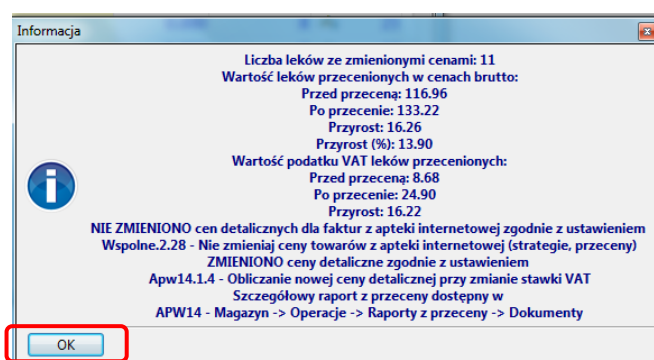 Informacja
Liczba leków ze zmienionymi cenami: 11
Wartość leków przecenionych w cenach brutto:
Przed przeceną: 116.96
Po przecenie: 133.22
Przyrost: 16.26
Przyrost (%): 13.90
Wartość podatku VAT leków przecenionych:
Przed przeceną: 8.68
Po przecenie: 24.90
Przyrost: 16.22
NIE ZMIENIONO cen detalicznych dla faktur z apteki internetowej zgodnie z ustawieniem
Wspolne.2.28 - Nie zmieniaj ceny towarów z apteki internetowej (strategie, przeceny)
ZMIENIONO ceny detaliczne zgodnie z ustawieniem
Apw14.1.4 - Obliczanie nowej ceny detalicznej przy zmianie stawki VAT
Szczegółowy raport z przeceny dostępny w
APW14 - Magazyn -> Operacje -> Raporty z przeceny -> Dokumenty
OK